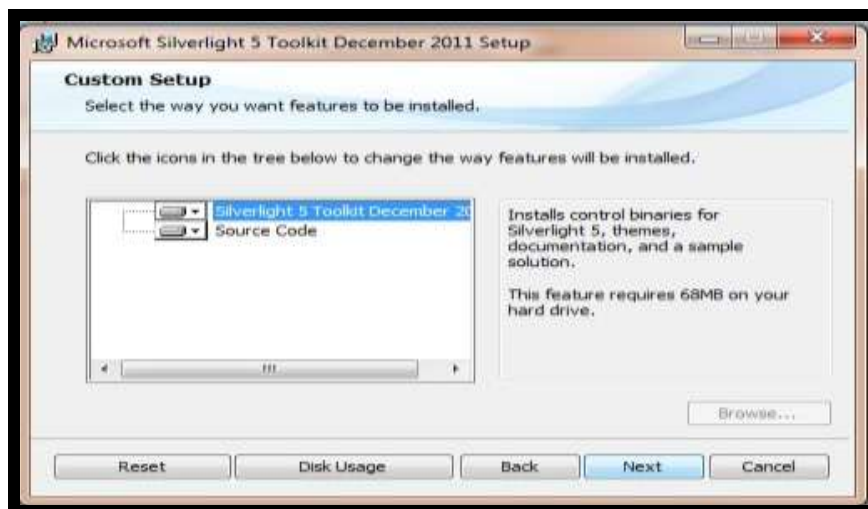 Microsoft Silverlight 5 Toolkit December 2011 Setup
Custom Setup
Select the way you want features to be installed.
Click the icons in the tree below to change the way features will be installed.
Silverlight 5 Toolkit December 20
Source Code
Installs control binaries for
Silverlight 5, themes,
documentation, and a sample
solution.
This feature requires 68MB on your
hard drive.
Browse...
Reset
Disk Usage
Back
Next
Cancel